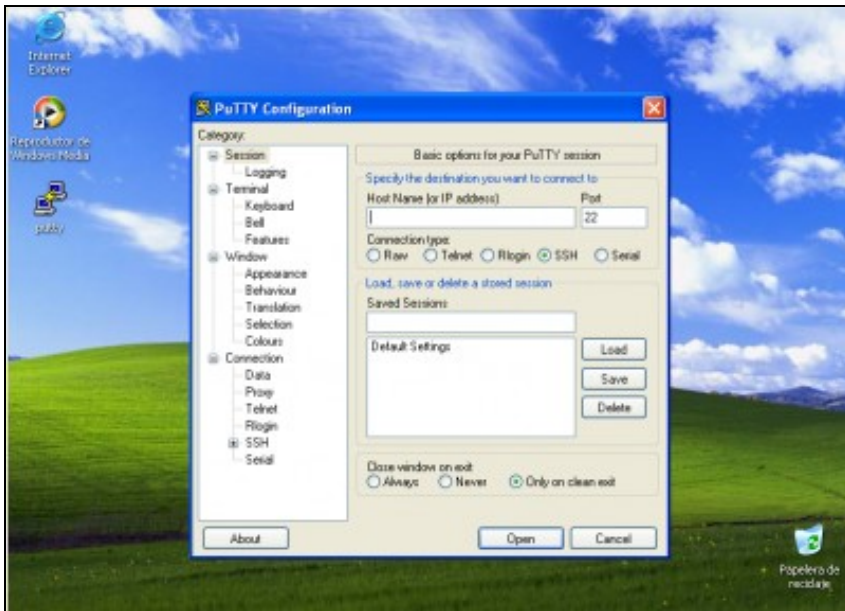 Internet
Explorer
Reproductor de
Windows Media
putty
PuTTY Configuration
Category:
Session
Logging
Terminal
Keyboard
Bell
Features
Window
Appearance
Behaviour
Translation
Selection
Colours
Connection
Data
Proxy
Telnet
Rlogin
SSH
Serial
Basic options for your PuTTY session
Specify the destination you want to connect to
Host Name (or IP address) Port
22
Connection type:
Raw Telnet Rlogin SSH Serial
Load, save or delete a stored session
Saved Sessions
Default Settings
Load
Save
Delete
Close window on exit
Always Never Only on clean exit
About Open Cancel
Papelera de
reciclaje